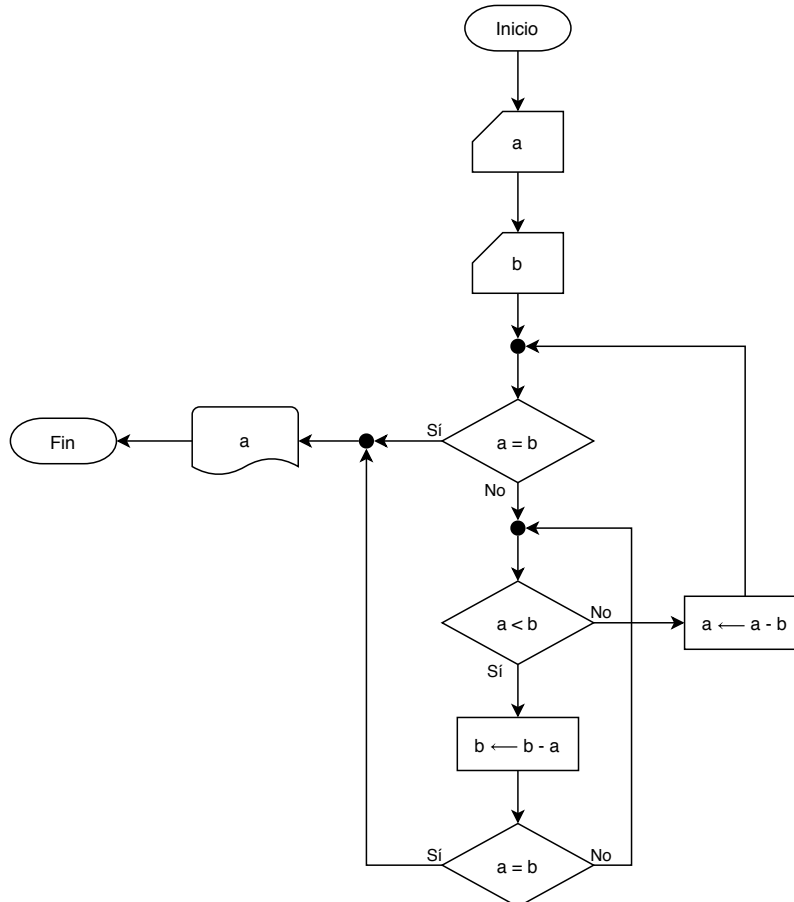 Inicio
a
b
a = b
Sí
No
a
Fin
a < b
No
Sí
a ⟵ a - b
b ⟵ b - a
a = b
Sí
No